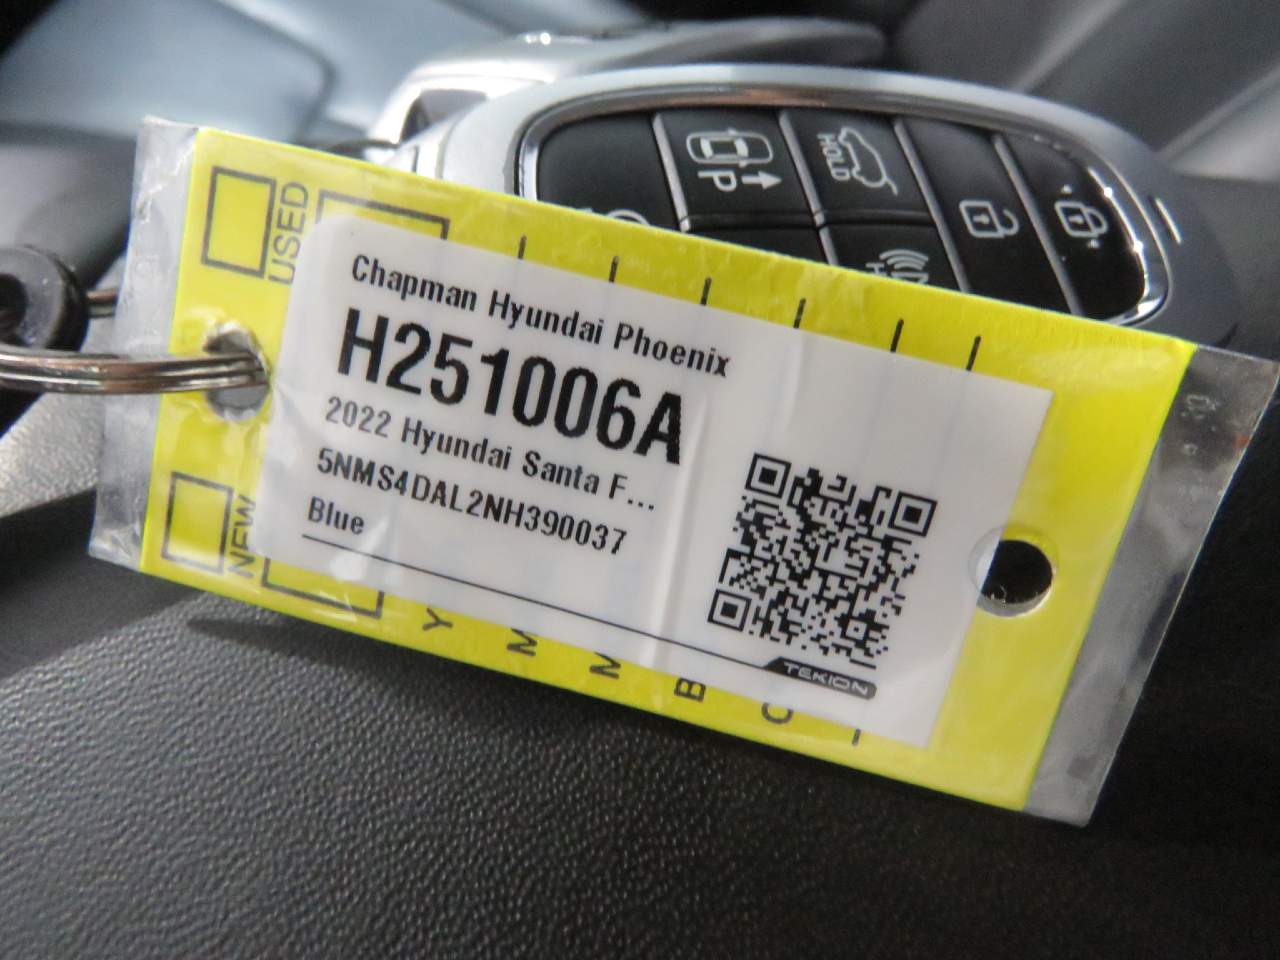 USED
Chapman Hyundai Phoenix
H251006A
2022 Hyundai Santa F...
5NMS4DAL2NH390037
Blue
TEKION
NEW
Y
M
M
B
HOLD
P